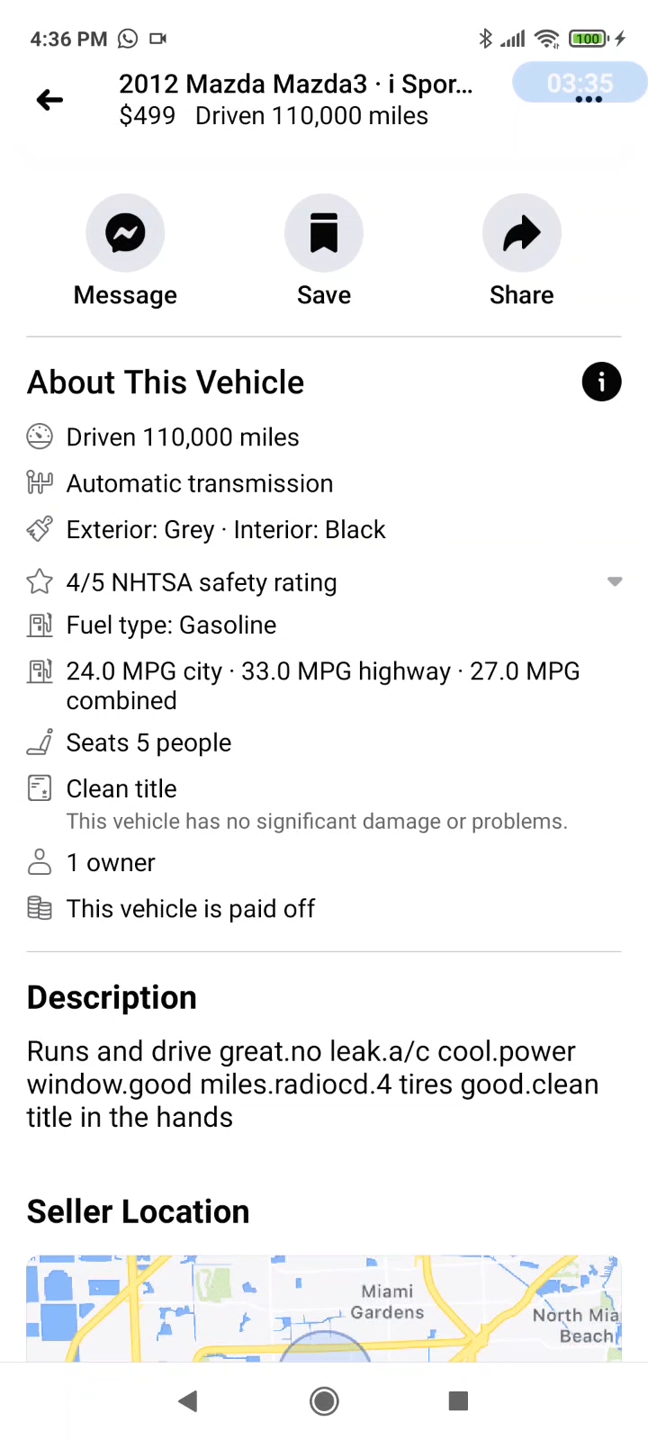 4:36 PM
100
2012 Mazda Mazda3 · i Spor...
03:35
$499 Driven 110,000 miles
Message
Save
Share
About This Vehicle
Driven 110,000 miles
Automatic transmission
Exterior: Grey · Interior: Black
4/5 NHTSA safety rating
Fuel type: Gasoline
24.0 MPG city · 33.0 MPG highway · 27.0 MPG
combined
Seats 5 people
Clean title
This vehicle has no significant damage or problems.
1 owner
This vehicle is paid off
Description
Runs and drive great.no leak.a/c cool.power
window.good miles.radiocd.4 tires good.clean
title in the hands
Seller Location
Miami
Gardens
North Mia
Beach